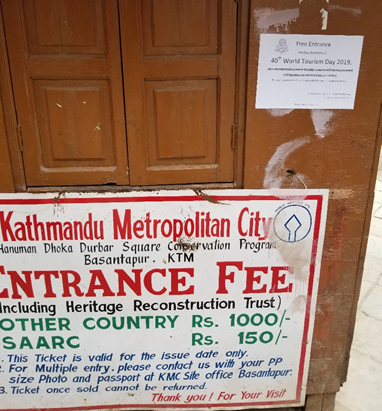 Free Entrance
40th World Tourism Day 2019,
Kathmandu Metropolitan City
Hanuman Dhoka Durbar Square Conservation Program
Basantapur. KTM
ENTRANCE FEE
(Including Heritage Reconstruction Trust)
OTHER COUNTRY Rs. 1000/-
SAARC Rs. 150/-
1. This Ticket is valid for the issue date only.
2. For Multiple entry, please contact us with your PP
size Photo and passport at KMC Site office Basantapur.
3. Ticket once sold cannot be returned.
Thank you ! For Your Visit